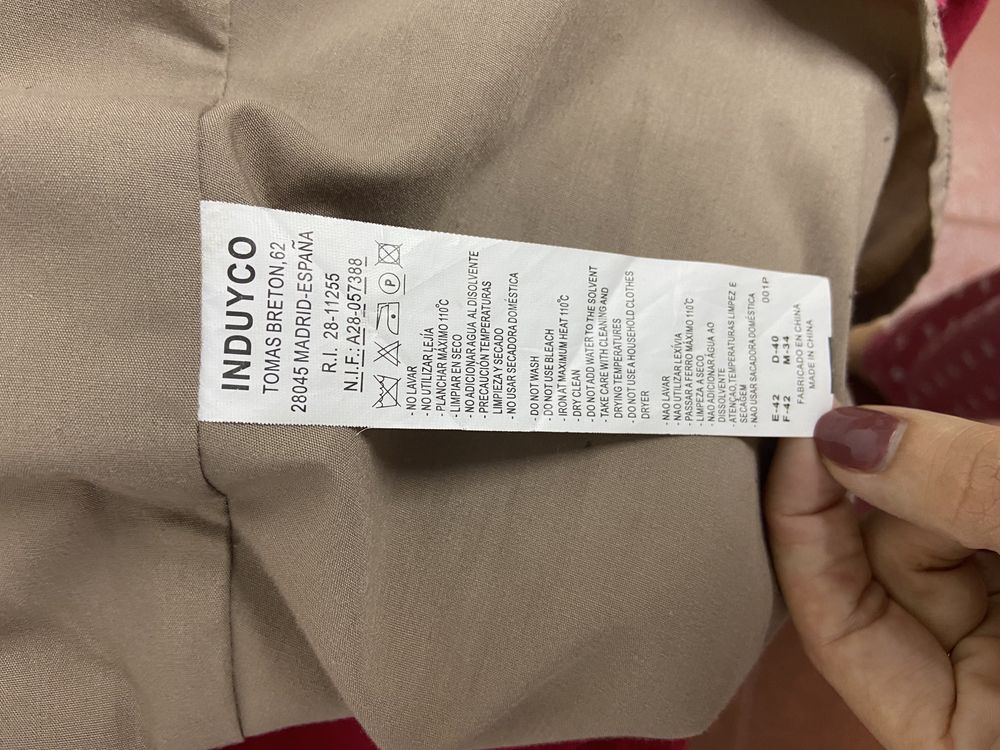 INDUYCO
TOMAS BRETON,62
28045 MADRID-ESPAÑA
R.I. 28-11255
N.I.F.: A28-057388
P
- NO LAVAR
- NO UTILIZAR LEJÍA
- PLANCHAR MÁXIMO 110°C
- LIMPIAR EN SECO
- NO ADICIONAR AGUA AL DISOLVENTE
- PRECAUCIÓN TEMPERATURAS
LIMPIEZA Y SECADO
- NO USAR SECADORA DOMÉSTICA
- DO NOT WASH
- DO NOT USE BLEACH
- IRON AT MAXIMUM HEAT 110°C
- DRY CLEAN
- DO NOT ADD WATER TO THE SOLVENT
- TAKE CARE WITH CLEANING AND
DRYING TEMPERATURES
- DO NOT USE A HOUSEHOLD CLOTHES
DRYER
- NAO LAVAR
- NAO UTILIZAR LEXÍVIA
- PASSAR A FERRO MÁXIMO 110°C
- LIMPEZA A SECO
- NAO ADICIONAR ÁGUA AO
DISSOLVENTE
- ATENÇAO, TEMPERATURAS LIMPEZ E
SECAGEM
- NAO USAR SACADORA DOMÉSTICA
001P
E-42 D-40
F-42 M-34
FABRICADO EN CHINA
MADE IN CHINA